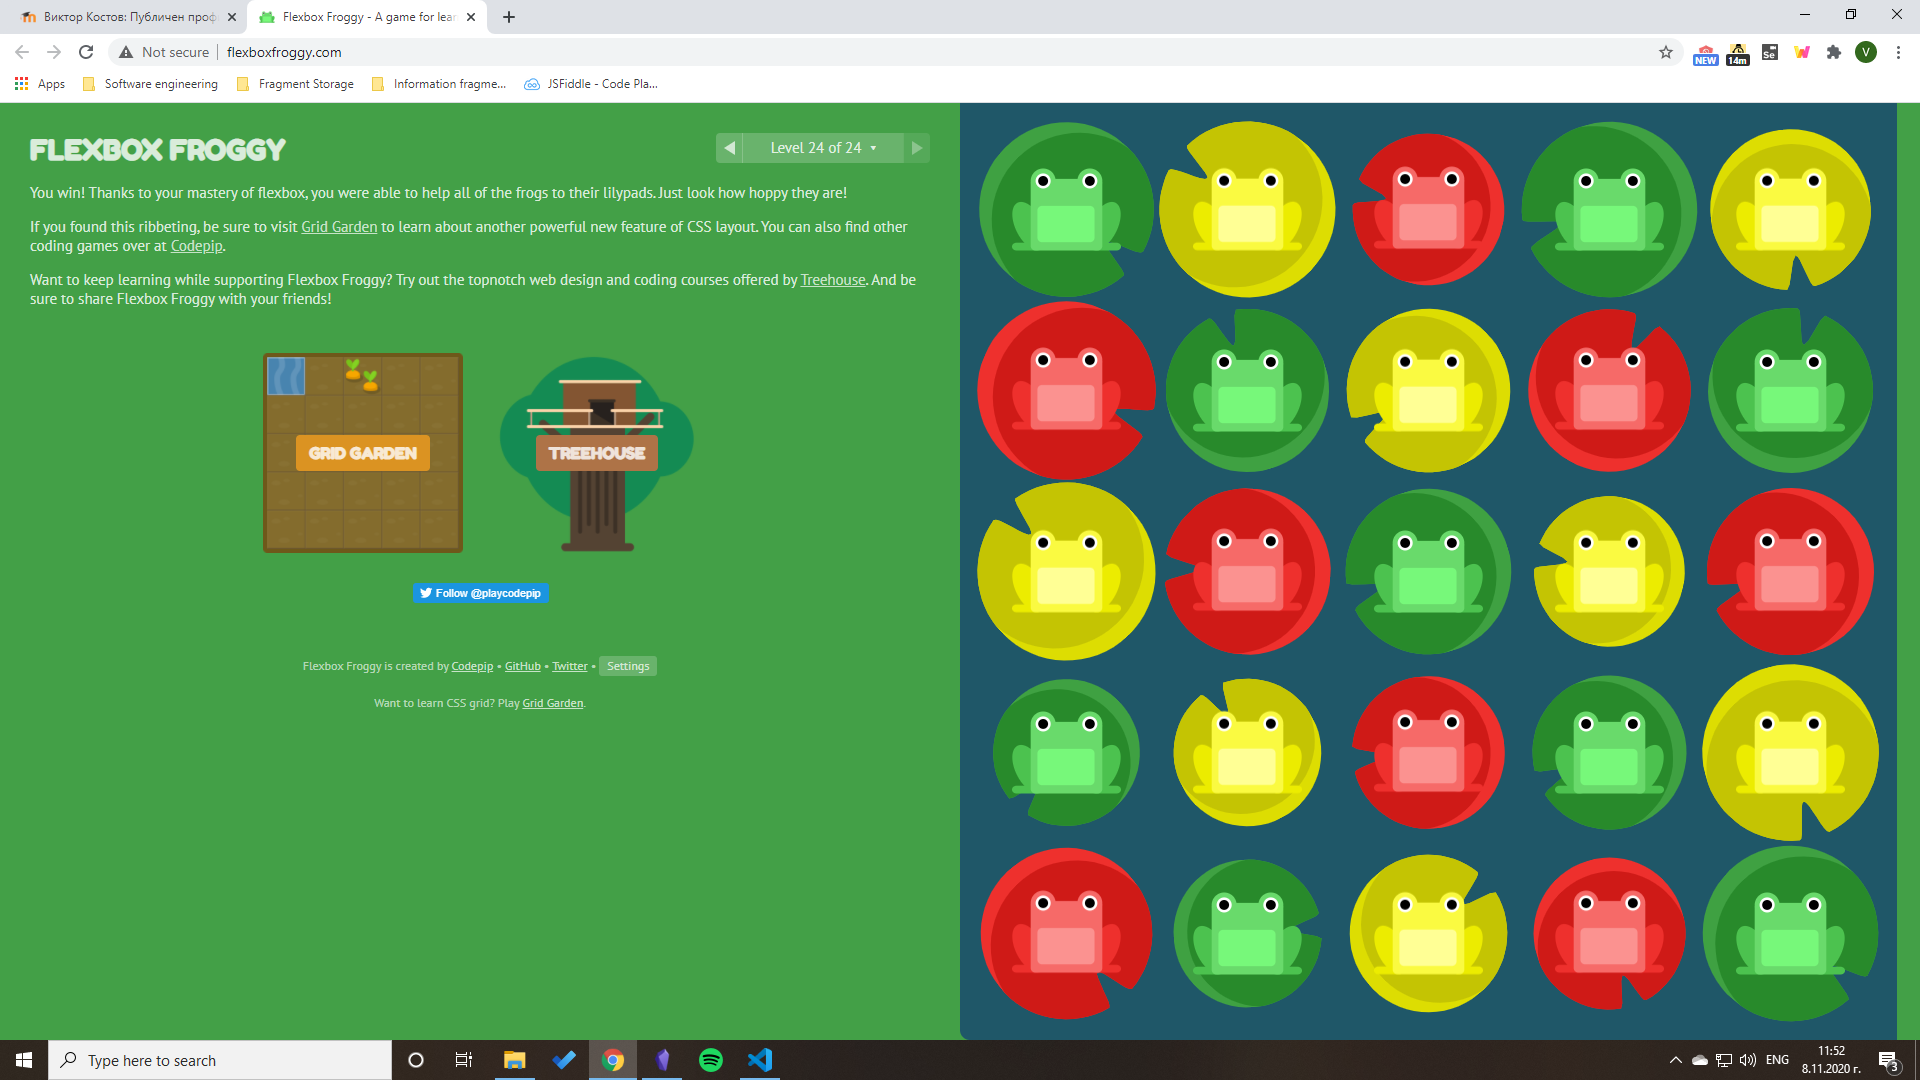 Виктор Костов: Публичен проф
Flexbox Froggy - A game for lear
Not secure
flexboxfroggy.com
NEW
14m
Se
V
Apps
Software engineering
Fragment Storage
Information fragme...
JSFiddle - Code Pla...
FLEXBOX FROGGY
Level 24 of 24
You win! Thanks to your mastery of flexbox, you were able to help all of the frogs to their lilypads. Just look how hoppy they are!
If you found this ribbeting, be sure to visit Grid Garden to learn about another powerful new feature of CSS layout. You can also find other
coding games over at Codepip.
Want to keep learning while supporting Flexbox Froggy? Try out the topnotch web design and coding courses offered by Treehouse. And be
sure to share Flexbox Froggy with your friends!
GRID GARDEN
TREEHOUSE
Follow @playcodepip
Flexbox Froggy is created by Codepip • GitHub • Twitter • Settings
Want to learn CSS grid? Play Grid Garden.
Type here to search
ENG
11:52
8.11.2020 г.
3